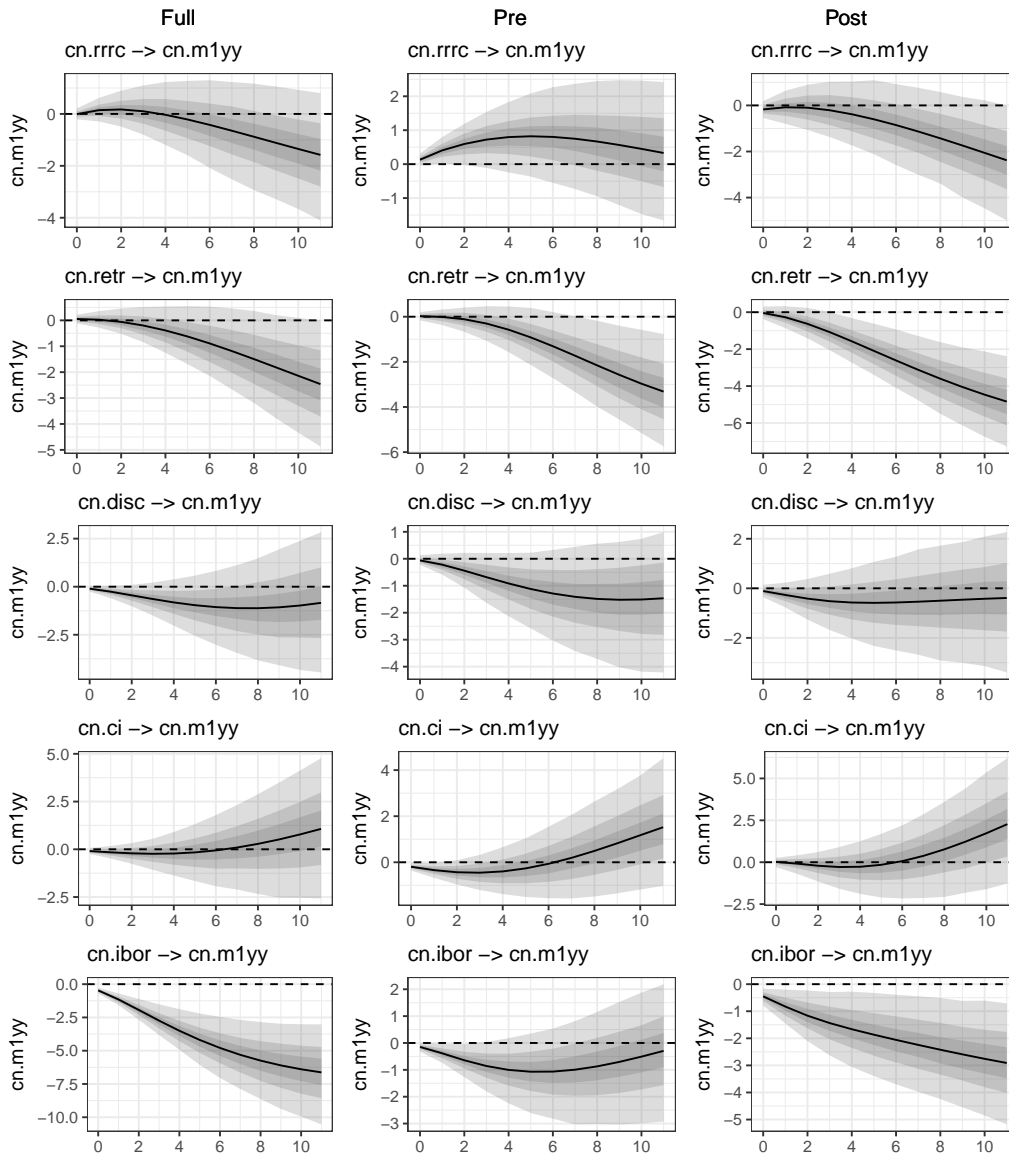 Full Pre Post
cn.rrrc −> cn.m1yy cn.rrrc −> cn.m1yy cn.rrrc −> cn.m1yy
cn.m1yy cn.m1yy cn.m1yy
0 −2 −4
2 1 0 −1
0 −2 −4
0 2 4 6 8 10 0 2 4 6 8 10 0 2 4 6 8 10
cn.retr −> cn.m1yy cn.retr −> cn.m1yy cn.retr −> cn.m1yy
cn.m1yy cn.m1yy cn.m1yy
0 −1 −2 −3 −4 −5
0 −2 −4 −6
0 −2 −4 −6
0 2 4 6 8 10 0 2 4 6 8 10 0 2 4 6 8 10
cn.disc −> cn.m1yy cn.disc −> cn.m1yy cn.disc −> cn.m1yy
cn.m1yy cn.m1yy cn.m1yy
2.5 0.0 −2.5
1 0 −1 −2 −3 −4
2 0 −2
0 2 4 6 8 10 0 2 4 6 8 10 0 2 4 6 8 10
cn.ci −> cn.m1yy cn.ci −> cn.m1yy cn.ci −> cn.m1yy
cn.m1yy cn.m1yy cn.m1yy
5.0 2.5 0.0 −2.5
4 2 0
5.0 2.5 0.0 −2.5
0 2 4 6 8 10 0 2 4 6 8 10 0 2 4 6 8 10
cn.ibor −> cn.m1yy cn.ibor −> cn.m1yy cn.ibor −> cn.m1yy
cn.m1yy cn.m1yy cn.m1yy
0.0 −2.5 −5.0 −7.5 −10.0
2 1 0 −1 −2 −3
0 −1 −2 −3 −4 −5
0 2 4 6 8 10 0 2 4 6 8 10 0 2 4 6 8 10